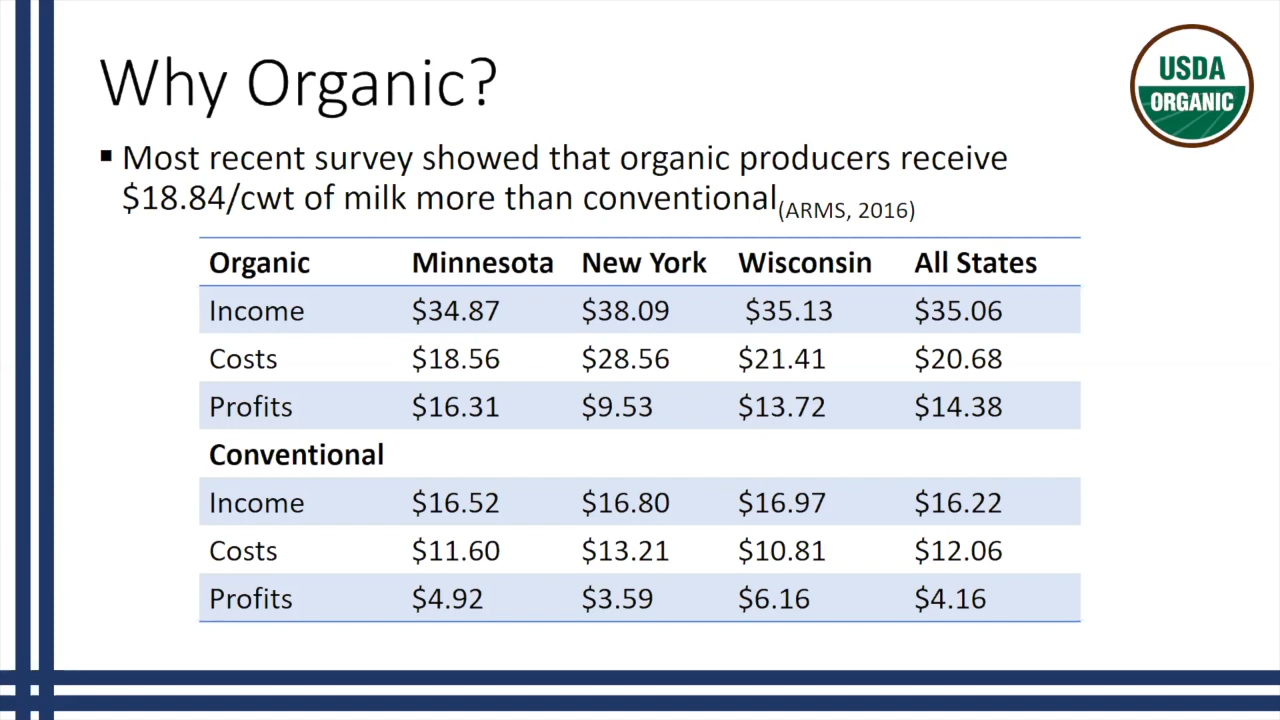 Why Organic?
USDA
ORGANIC
▪ Most recent survey showed that organic producers receive
$18.84/cwt of milk more than conventional(ARMS, 2016)
Organic Minnesota New York Wisconsin All States
Income $34.87 $38.09 $35.13 $35.06
Costs $18.56 $28.56 $21.41 $20.68
Profits $16.31 $9.53 $13.72 $14.38
Conventional
Income $16.52 $16.80 $16.97 $16.22
Costs $11.60 $13.21 $10.81 $12.06
Profits $4.92 $3.59 $6.16 $4.16